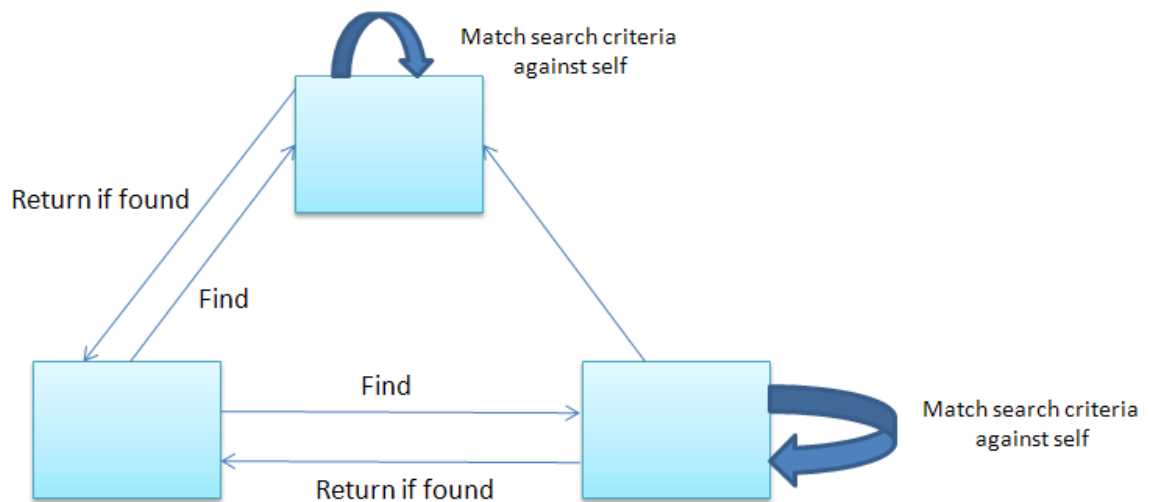 Match search criteria
against self
Return if found
Find
Find
Match search criteria
against self
Return if found